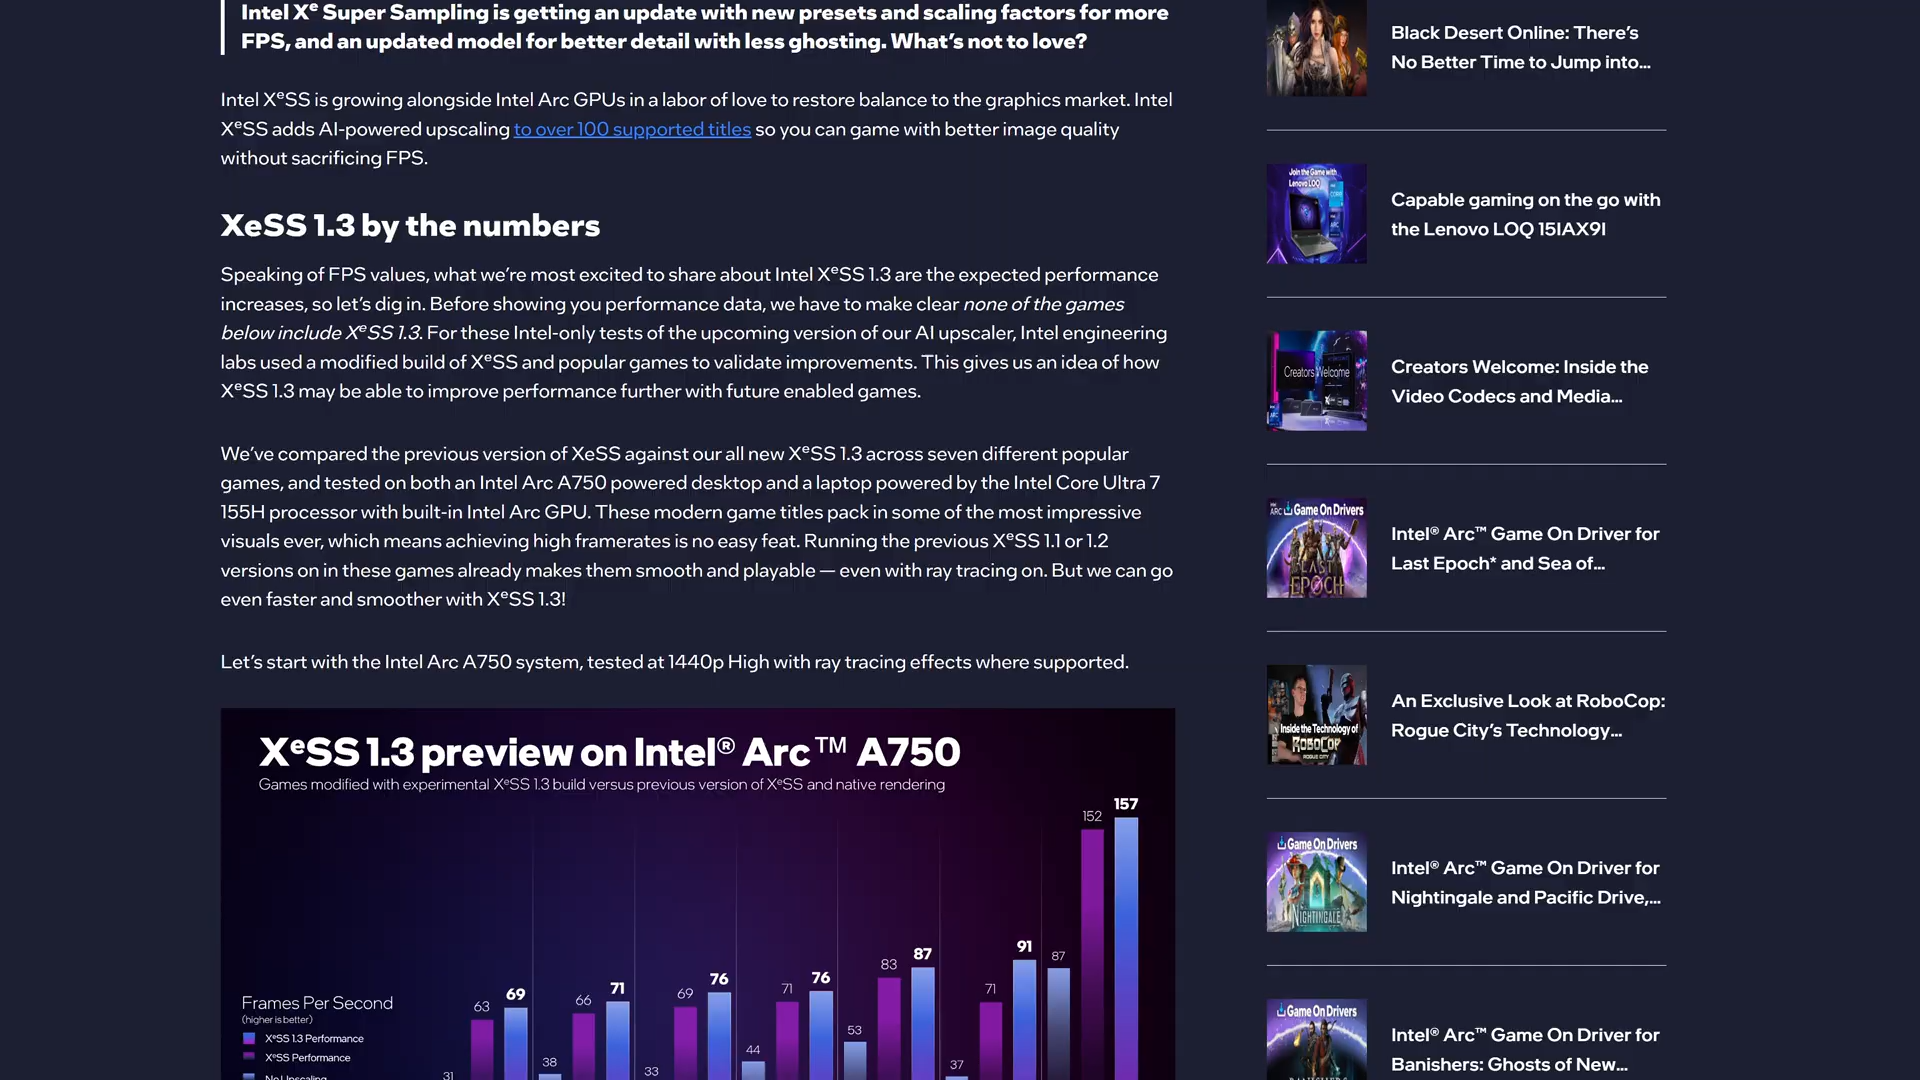 Intel Xᵉ Super Sampling is getting an update with new presets and scaling factors for more
FPS, and an updated model for better detail with less ghosting. What’s not to love?
Intel XᵉSS is growing alongside Intel Arc GPUs in a labor of love to restore balance to the graphics market. Intel
XᵉSS adds AI-powered upscaling to over 100 supported titles so you can game with better image quality
without sacrificing FPS.
XeSS 1.3 by the numbers
Speaking of FPS values, what we’re most excited to share about Intel XᵉSS 1.3 are the expected performance
increases, so let’s dig in. Before showing you performance data, we have to make clear none of the games
below include XᵉSS 1.3. For these Intel-only tests of the upcoming version of our AI upscaler, Intel engineering
labs used a modified build of XᵉSS and popular games to validate improvements. This gives us an idea of how
XᵉSS 1.3 may be able to improve performance further with future enabled games.
We’ve compared the previous version of XeSS against our all new XᵉSS 1.3 across seven different popular
games, and tested on both an Intel Arc A750 powered desktop and a laptop powered by the Intel Core Ultra 7
155H processor with built-in Intel Arc GPU. These modern game titles pack in some of the most impressive
visuals ever, which means achieving high framerates is no easy feat. Running the previous XᵉSS 1.1 or 1.2
versions on in these games already makes them smooth and playable — even with ray tracing on. But we can go
even faster and smoother with XᵉSS 1.3!
Let’s start with the Intel Arc A750 system, tested at 1440p High with ray tracing effects where supported.
XᵉSS 1.3 preview on Intel® Arc™ A750
Games modified with experimental XᵉSS 1.3 build versus previous version of XᵉSS and native rendering
Frames Per Second
(higher is better)
XᵉSS 1.3 Performance
XᵉSS Performance
No Upscaling
31
63
69
38
66
71
33
69
76
44
71
76
53
83
87
37
71
91
87
152
157
Black Desert Online: There’s
No Better Time to Jump into...
Join the Game with
Lenovo LOQ
Capable gaming on the go with
the Lenovo LOQ 15IAX9I
Creators Welcome
Creators Welcome: Inside the
Video Codecs and Media...
ARC
Game On Drivers
LAST
EPOCH
Intel® Arc™ Game On Driver for
Last Epoch* and Sea of...
Inside the Technology of
ROBOCOP
ROGUE CITY
An Exclusive Look at RoboCop:
Rogue City’s Technology...
Game On Drivers
NIGHTINGALE
Intel® Arc™ Game On Driver for
Nightingale and Pacific Drive,...
Game On Drivers
BANISHERS
Intel® Arc™ Game On Driver for
Banishers: Ghosts of New...